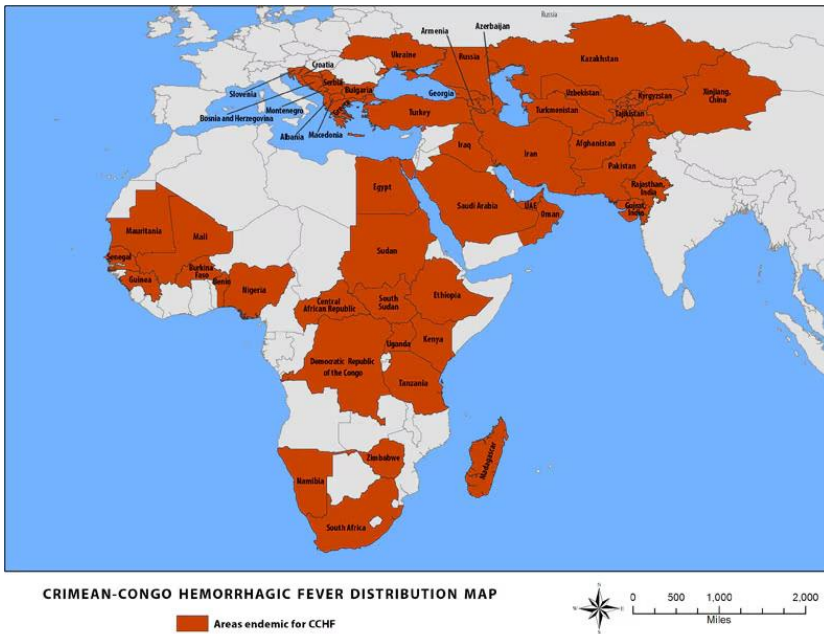 Russia
Armenia
Azerbaijan
Kazakhstan
Ukraine
Russia
Croatia
Slovenia
Serbia
Bulgaria
Georgia
Uzbekistan
Kyrgyzstan
Xinjiang,
China
Bosnia and Herzegovina
Montenegro
Albania
Macedonia
Turkey
Turkmenistan
Tajikistan
Iraq
Iran
Afghanistan
Pakistan
Egypt
Saudi Arabia
UAE
Oman
Rajasthan,
India
Gujrat,
India
Mauritania
Mali
Sudan
Senegal
Guinea
Burkina
Faso
Benin
Nigeria
Central
African Republic
South
Sudan
Ethiopia
Uganda
Kenya
Democratic Republic
of the Congo
Tanzania
Zimbabwe
Namibia
Madagascar
South Africa
CRIMEAN-CONGO HEMORRHAGIC FEVER DISTRIBUTION MAP
Areas endemic for CCHF
N
W
E
S
0 500 1,000 2,000
Miles